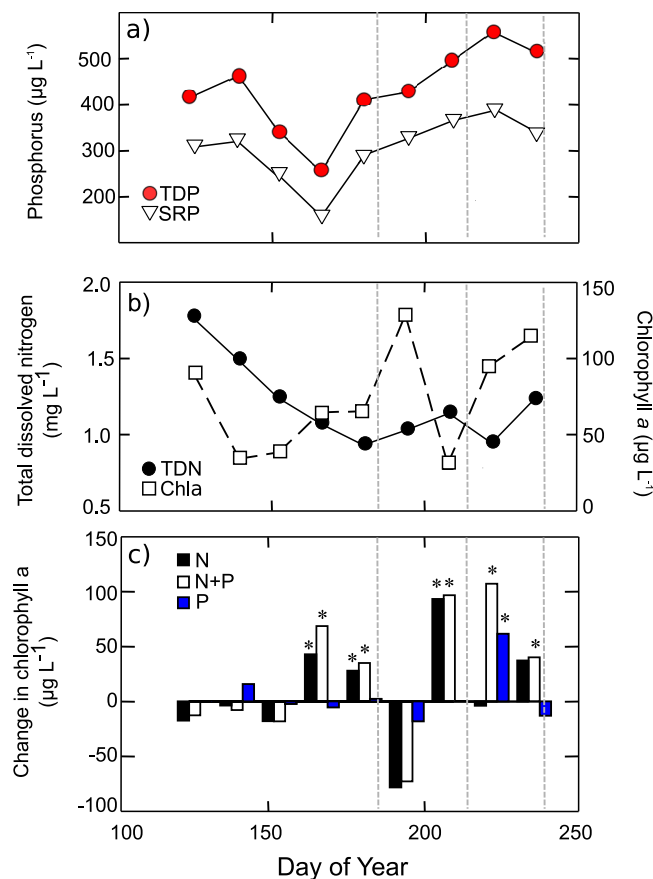 a)
500
400
300
200
Phosphorus (µg L⁻¹)
TDP
SRP
b)
2.0
1.5
1.0
0.5
Total dissolved nitrogen
(mg L⁻¹)
150
100
50
0
Chlorophyll a (µg L⁻¹)
TDN
Chla
c)
150
100
50
0
-50
-100
Change in chlorophyll a
(µg L⁻¹)
N
N+P
P
* * * * * * * * *
100 150 200 250
Day of Year